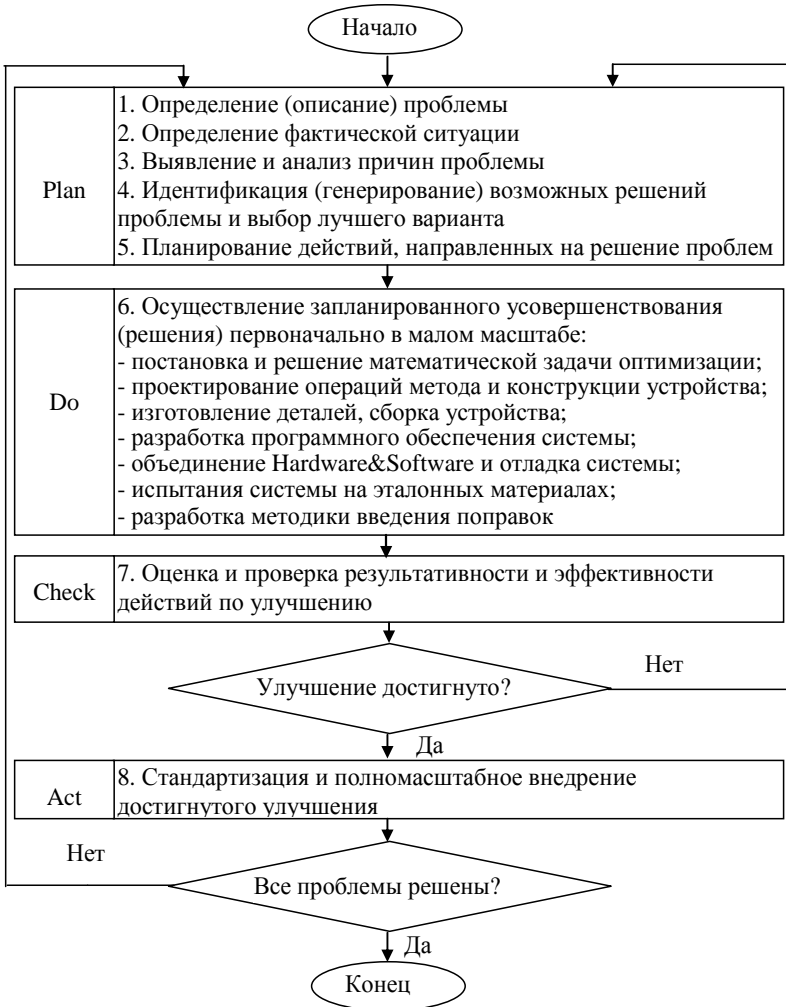 Начало
1. Определение (описание) проблемы
2. Определение фактической ситуации
3. Выявление и анализ причин проблемы
Plan
4. Идентификация (генерирование) возможных решений
проблемы и выбор лучшего варианта
5. Планирование действий, направленных на решение проблем
6. Осуществление запланированного усовершенствования
(решения) первоначально в малом масштабе:
- постановка и решение математической задачи оптимизации;
- проектирование операций метода и конструкции устройства;
Do
- изготовление деталей, сборка устройства;
- разработка программного обеспечения системы;
- объединение Hardware&Software и отладка системы;
- испытания системы на эталонных материалах;
- разработка методики введения поправок
Check
7. Оценка и проверка результативности и эффективности
действий по улучшению
Нет
Улучшение достигнуто?
Да
Act
8. Стандартизация и полномасштабное внедрение
достигнутого улучшения
Нет
Все проблемы решены?
Да
Конец